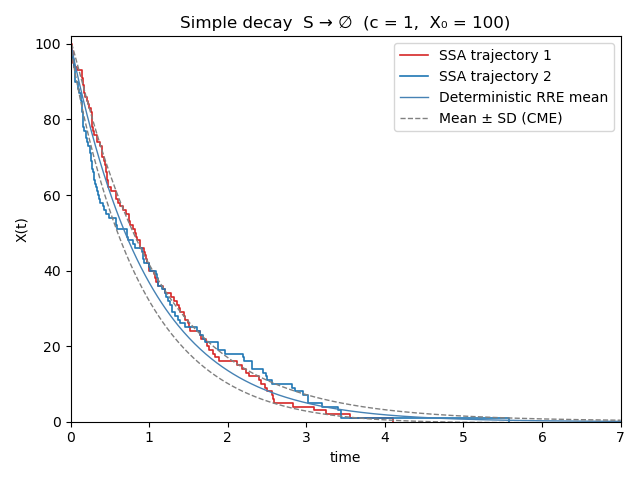 Simple decay  S → ∅  (c = 1,  X₀ = 100)
SSA trajectory 1
SSA trajectory 2
Deterministic RRE mean
Mean ± SD (CME)
X(t)
100
80
60
40
20
0
0 1 2 3 4 5 6 7
time